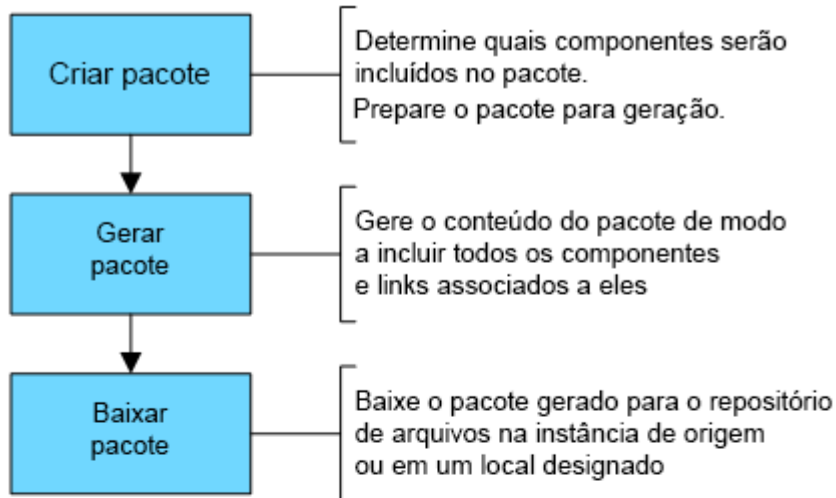 Criar pacote
Determine quais componentes serão
incluídos no pacote.
Prepare o pacote para geração.
Gerar
pacote
Gere o conteúdo do pacote de modo
a incluir todos os componentes
e links associados a eles
Baixar
pacote
Baixe o pacote gerado para o repositório
de arquivos na instância de origem
ou em um local designado